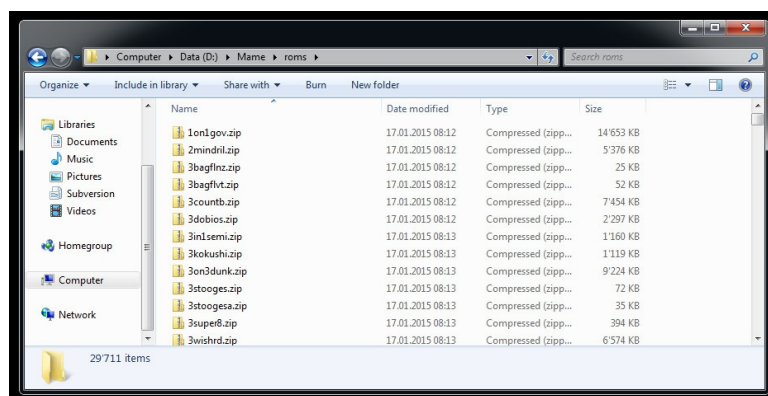 Computer Data (D:) Mame roms Search roms
Organize Include in library Share with Burn New folder
Libraries
Documents
Music
Pictures
Subversion
Videos
Homegroup
Computer
Network
Name Date modified Type Size
1on1gov.zip 17.01.2015 08:12 Compressed (zipp... 14'653 KB
2mindril.zip 17.01.2015 08:12 Compressed (zipp... 5'376 KB
3bagflnz.zip 17.01.2015 08:12 Compressed (zipp... 25 KB
3bagflvt.zip 17.01.2015 08:12 Compressed (zipp... 52 KB
3countb.zip 17.01.2015 08:12 Compressed (zipp... 7'454 KB
3dobios.zip 17.01.2015 08:12 Compressed (zipp... 2'297 KB
3in1semi.zip 17.01.2015 08:13 Compressed (zipp... 1'160 KB
3kokushi.zip 17.01.2015 08:13 Compressed (zipp... 1'119 KB
3on3dunk.zip 17.01.2015 08:13 Compressed (zipp... 9'224 KB
3stooges.zip 17.01.2015 08:13 Compressed (zipp... 72 KB
3stoogesa.zip 17.01.2015 08:13 Compressed (zipp... 35 KB
3super8.zip 17.01.2015 08:13 Compressed (zipp... 394 KB
3wishrd.zip 17.01.2015 08:13 Compressed (zipp... 6'574 KB
29'711 items